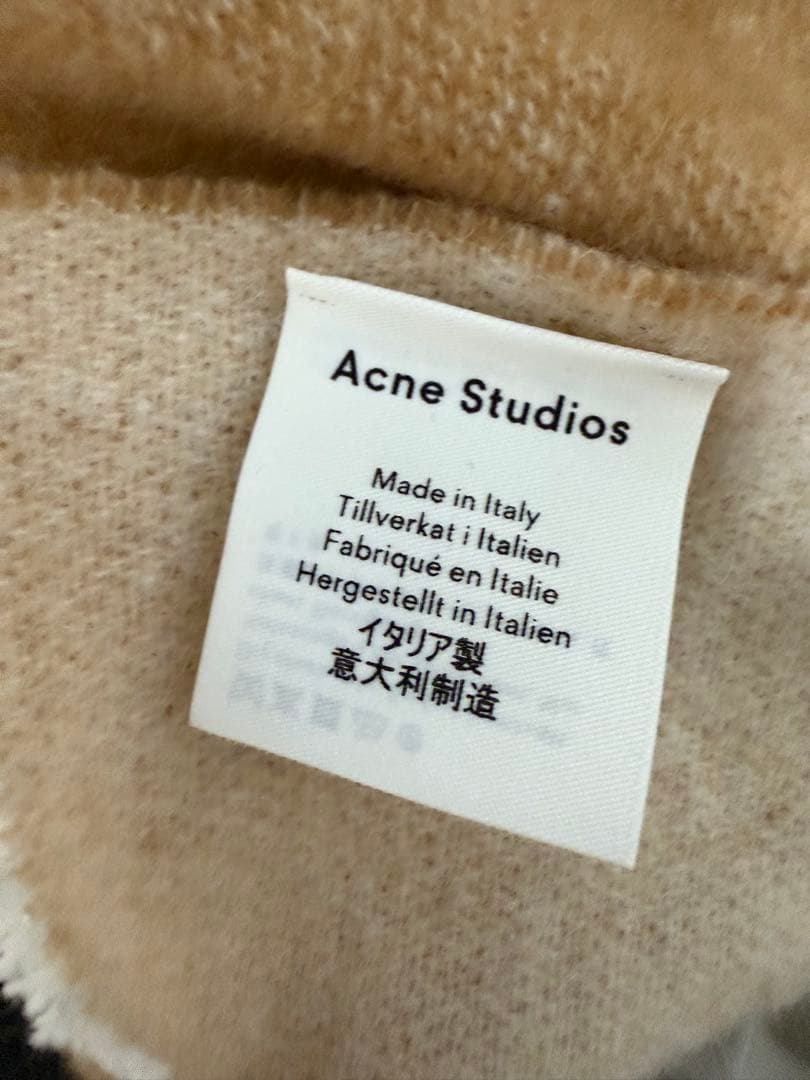 Acne Studios
Made in Italy
Tillverkat i Italien
Fabriqué en Italie
Hergestellt in Italien
イタリア製
意大利制造